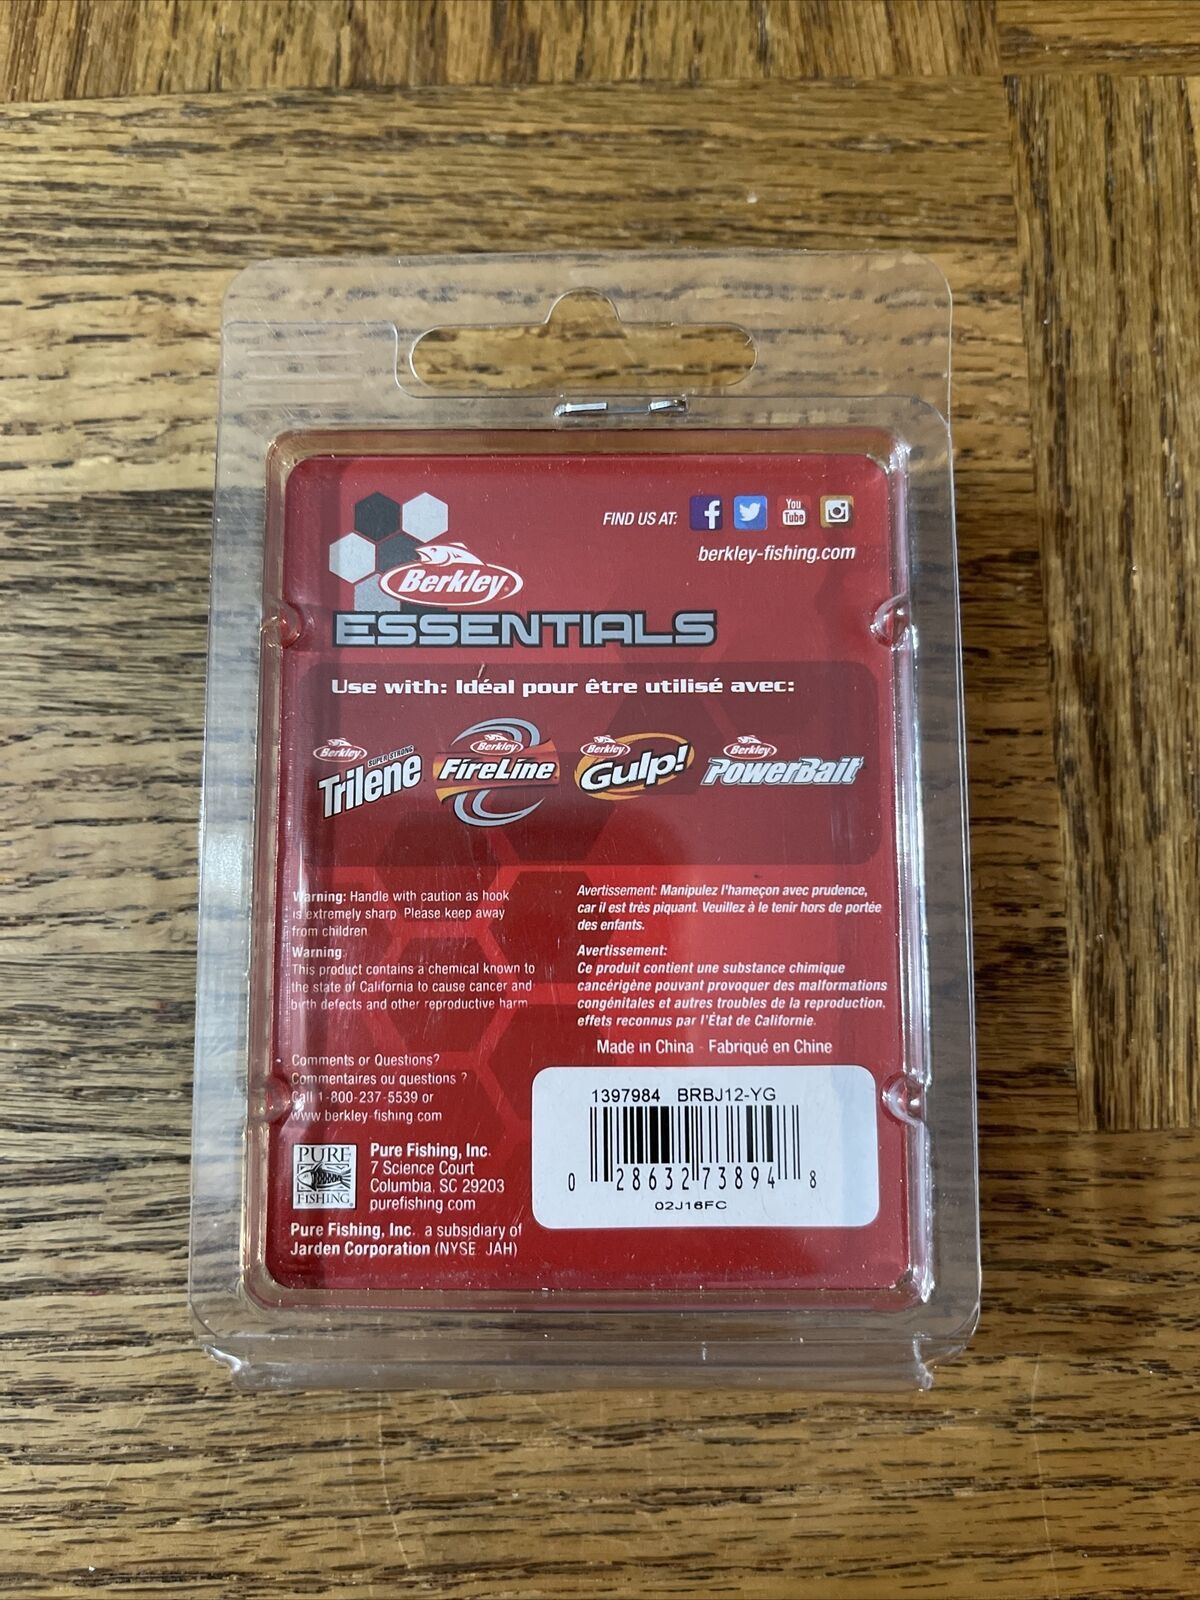 FIND US AT:
You
Tube
berkley-fishing.com
Berkley
ESSENTIALS
Use with: Idéal pour être utilisé avec:
Berkley SUPER STRONG Trilene
Berkley FireLine
Berkley Gulp!
Berkley PowerBait
Warning: Handle with caution as hook
is extremely sharp. Please keep away
from children
Warning:
This product contains a chemical known to
the state of California to cause cancer and
birth defects and other reproductive harm.
Avertissement: Manipulez l'hameçon avec prudence,
car il est très piquant. Veuillez à le tenir hors de portée
des enfants.
Avertissement:
Ce produit contient une substance chimique
cancérigène pouvant provoquer des malformations
congénitales et autres troubles de la reproduction,
effets reconnus par l'État de Californie.
Made in China - Fabriqué en Chine
Comments or Questions?
Commentaires ou questions ?
Call 1-800-237-5539 or
www.berkley-fishing.com
PURE
FISHING
Pure Fishing, Inc.
7 Science Court
Columbia, SC 29203
purefishing.com
Pure Fishing, Inc. a subsidiary of
Jarden Corporation (NYSE: JAH)
1397984 BRBJ12-YG
0 28632 73894 8
02J16FC